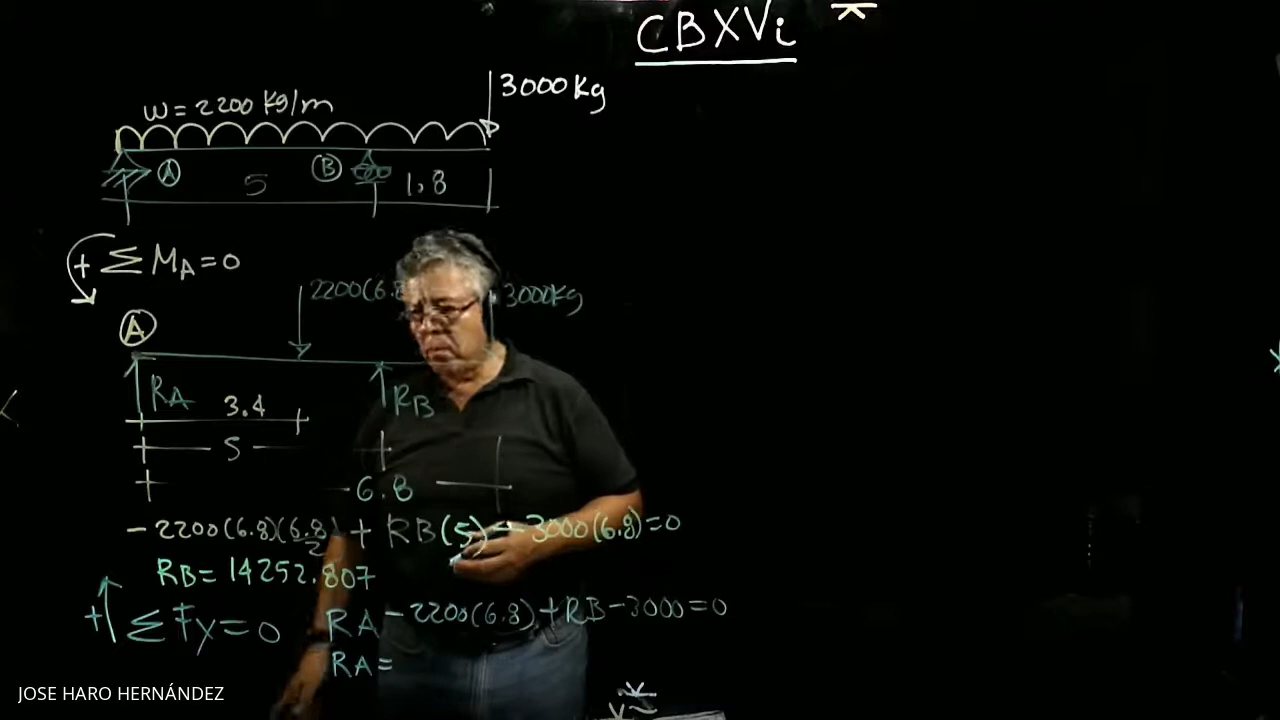 CBXVi
3000 Kg
w = 2200 Kg/m
A
B
5
1,8
+ Σ MA = 0
2200(6.8
3000Kg
A
RA
RB
3.4
5
6.8
- 2200(6.8)(6.8/2) + RB(5) - 3000(6.8) = 0
RB = 14252.807
+ Σ Fy = 0 RA - 2200(6.8) + RB - 3000 = 0
RA =
JOSE HARO HERNÁNDEZ